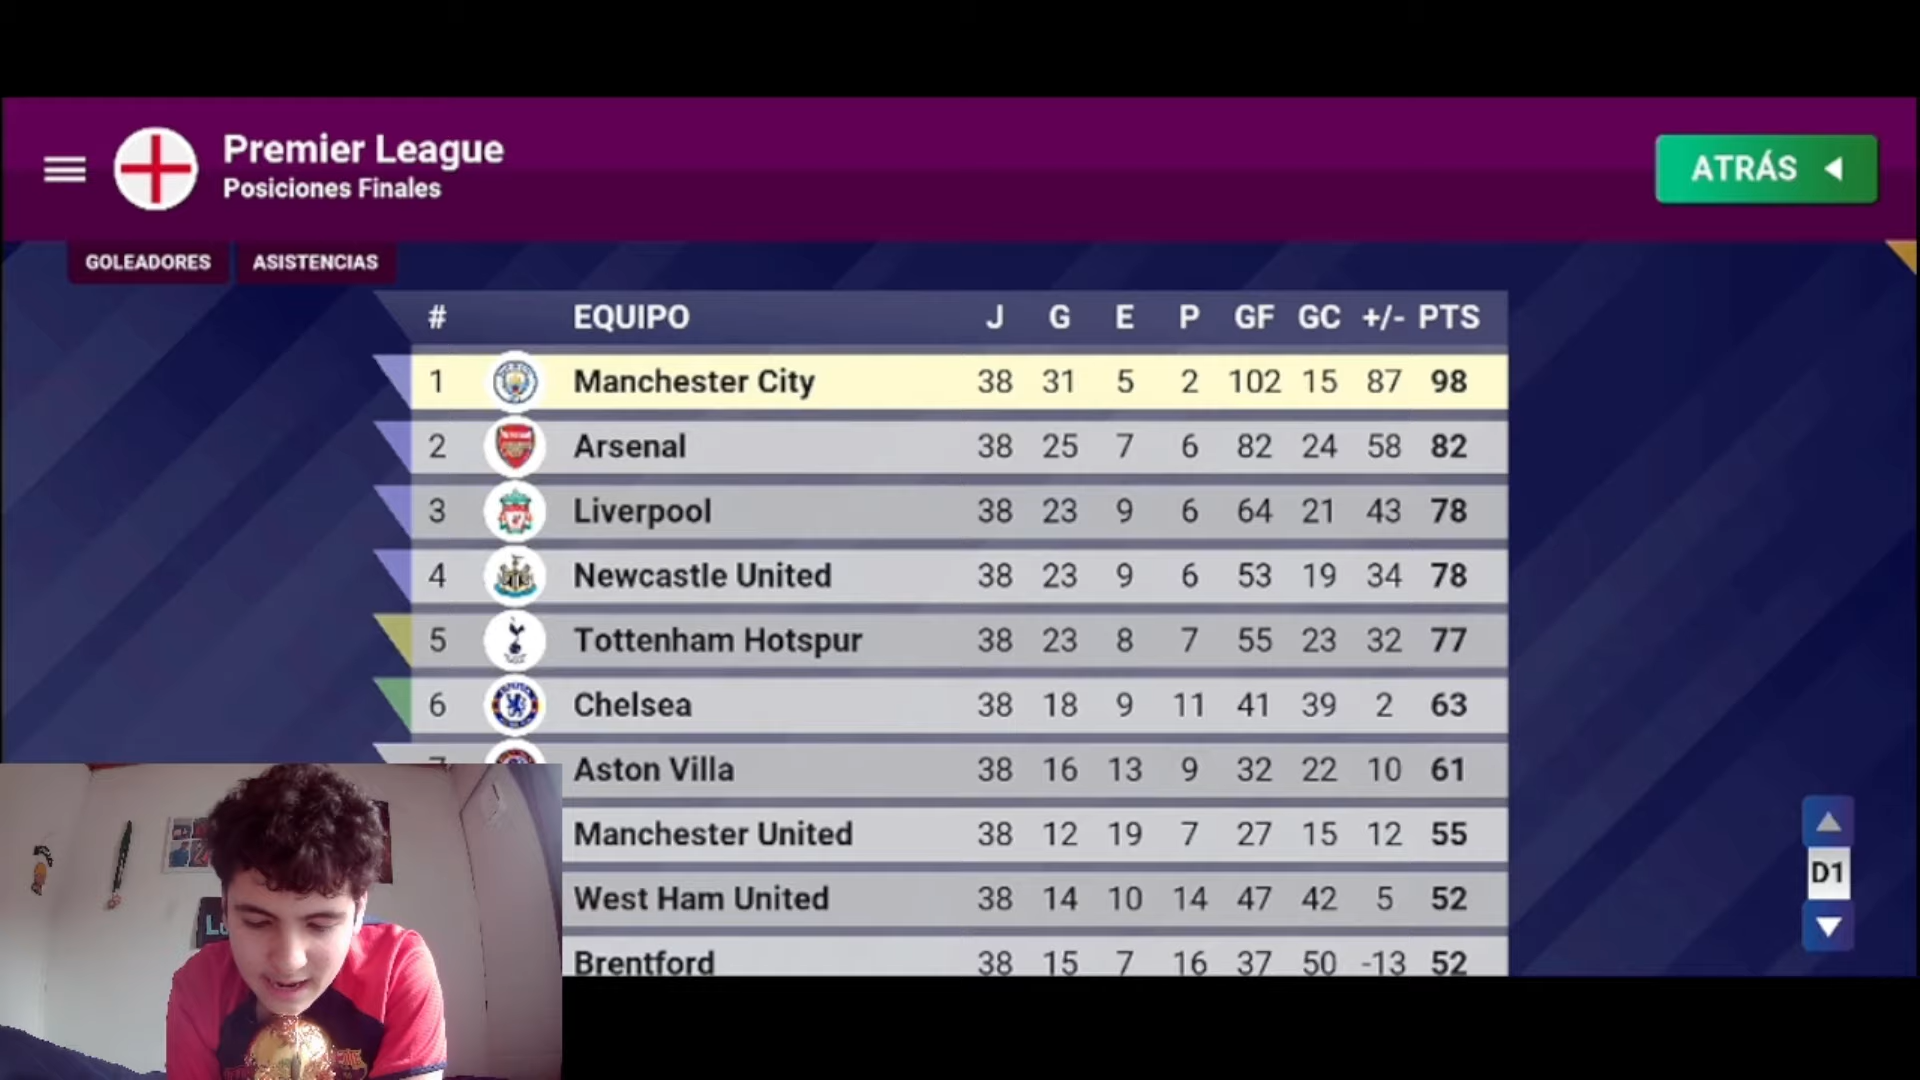 Premier League
Posiciones Finales
ATRÁS
GOLEADORES ASISTENCIAS
# EQUIPO J G E P GF GC +/- PTS
1 Manchester City 38 31 5 2 102 15 87 98
2 Arsenal 38 25 7 6 82 24 58 82
3 Liverpool 38 23 9 6 64 21 43 78
4 Newcastle United 38 23 9 6 53 19 34 78
5 Tottenham Hotspur 38 23 8 7 55 23 32 77
6 Chelsea 38 18 9 11 41 39 2 63
Aston Villa 38 16 13 9 32 22 10 61
Manchester United 38 12 19 7 27 15 12 55
West Ham United 38 14 10 14 47 42 5 52
Brentford 38 15 7 16 37 50 -13 52
D1